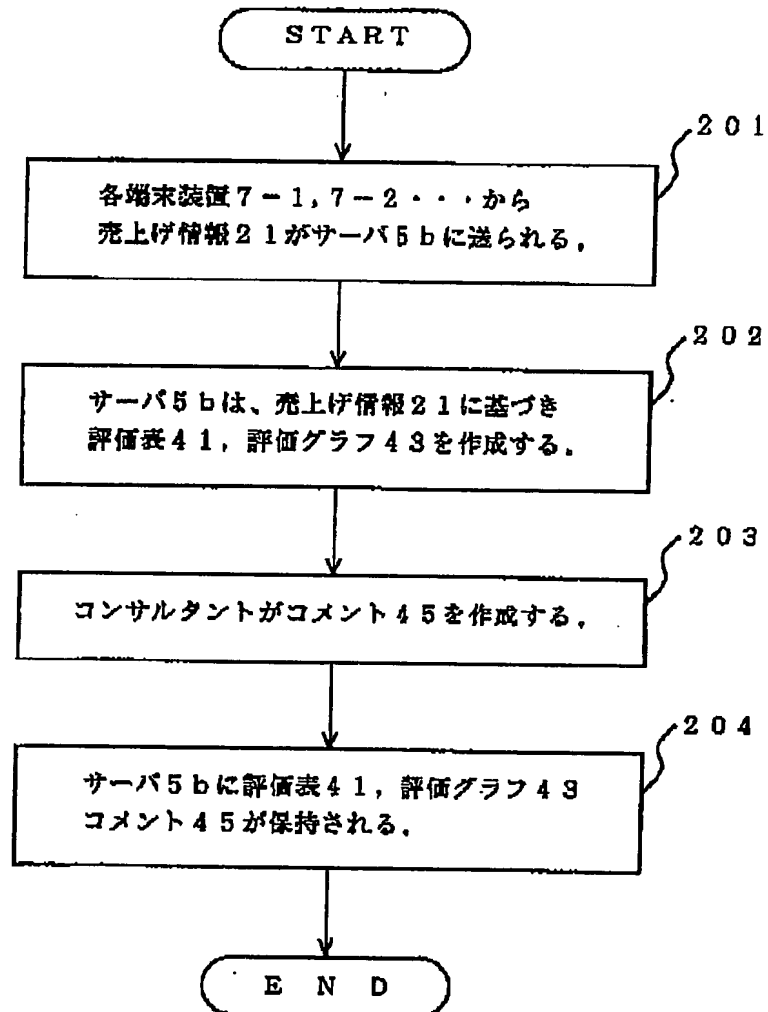 START
201
各端末装置7-1,7-2・・・から
売上げ情報21がサーバ5bに送られる.
202
サーバ5bは、売上げ情報21に基づき
評価表41,評価グラフ43を作成する.
203
コンサルタントがコメント45を作成する.
204
サーバ5bに評価表41,評価グラフ43
コメント45が保持される.
END